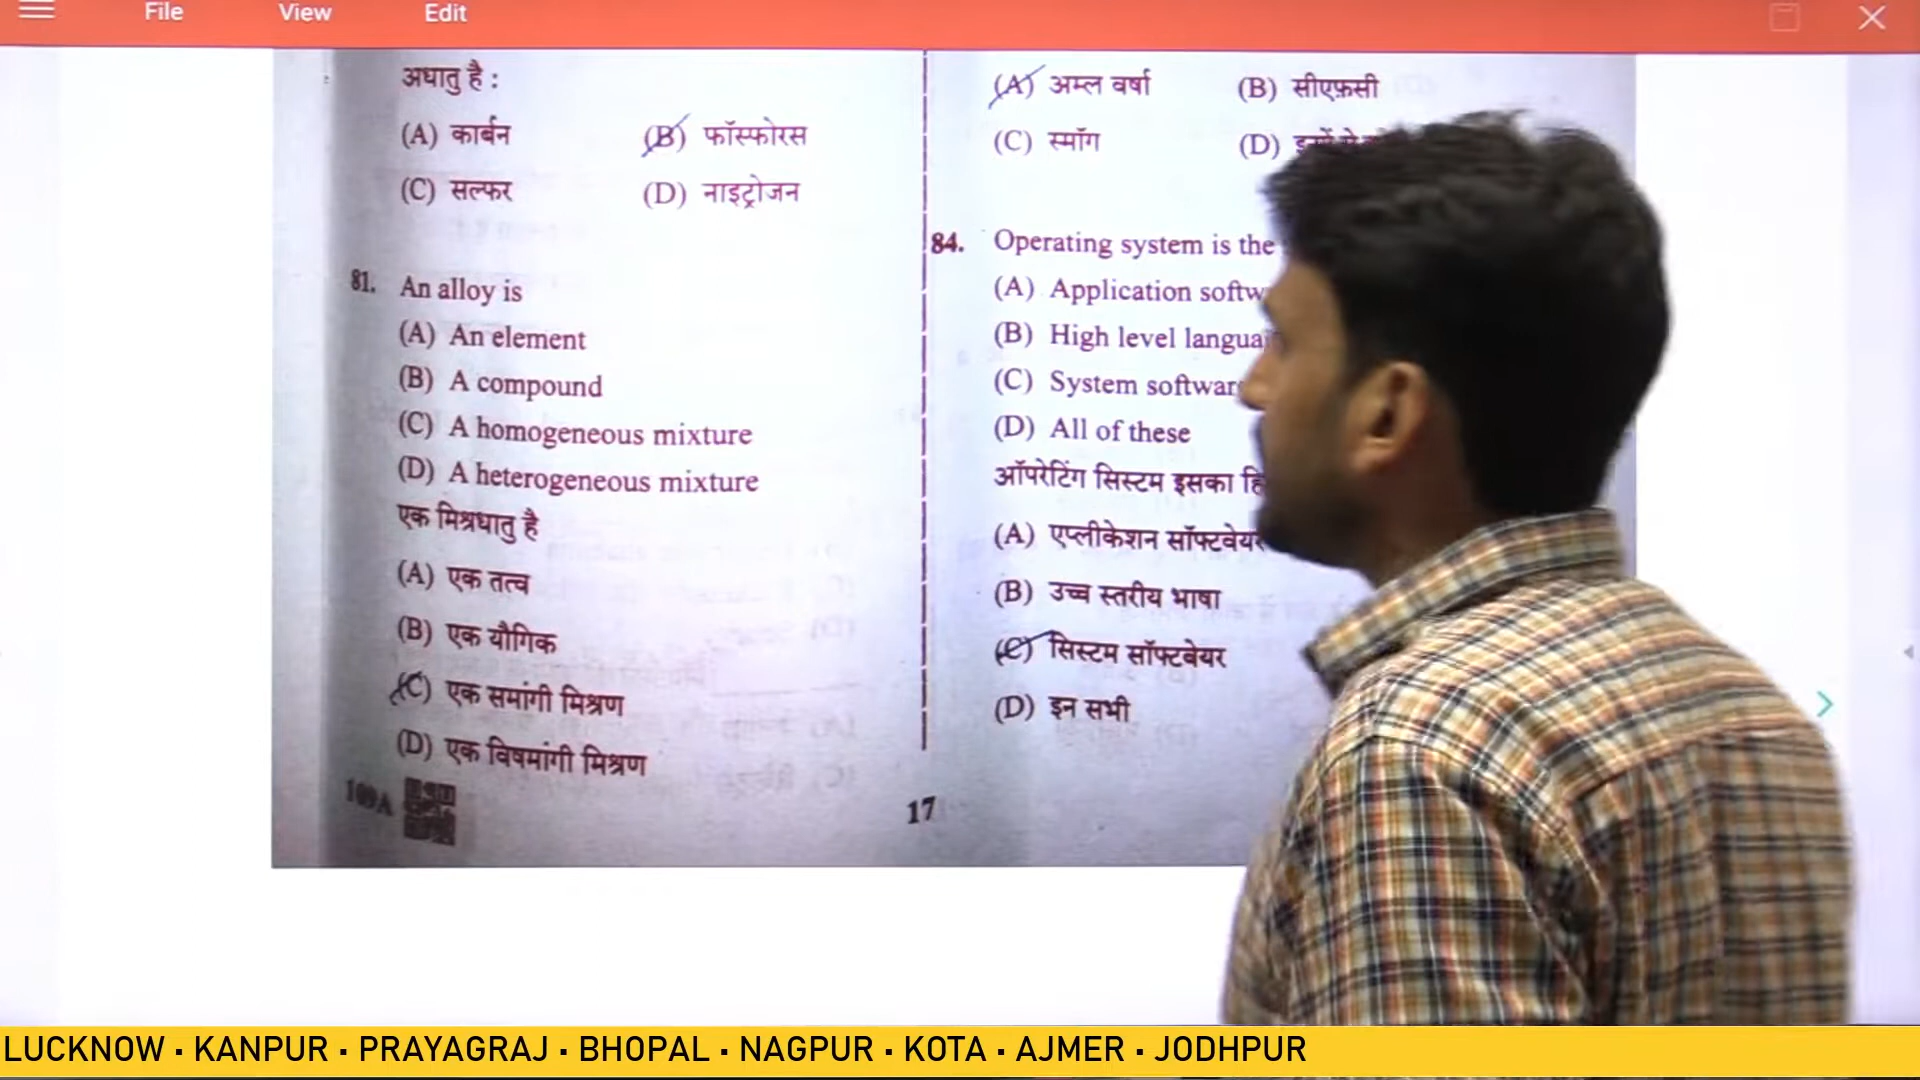 File View Edit
अधातु है :
(A) कार्बन (B) फॉस्फोरस
(C) सल्फर (D) नाइट्रोजन
81. An alloy is
(A) An element
(B) A compound
(C) A homogeneous mixture
(D) A heterogeneous mixture
एक मिश्रधातु है
(A) एक तत्व
(B) एक यौगिक
(C) एक समांगी मिश्रण
(D) एक विषमांगी मिश्रण
109A
(A) अम्ल वर्षा (B) सीएफ़सी
(C) स्मॉग (D)
84. Operating system is the
(A) Application
(B) High level
(C) System
(D) All of these
ऑपरेटिंग सिस्टम इसका
(A) एप्लीकेशन सॉफ्टवेयर
(B) उच्च स्तरीय भाषा
(C) सिस्टम सॉफ्टवेयर
(D) इन सभी
17
LUCKNOW • KANPUR • PRAYAGRAJ • BHOPAL • NAGPUR • KOTA • AJMER • JODHPUR